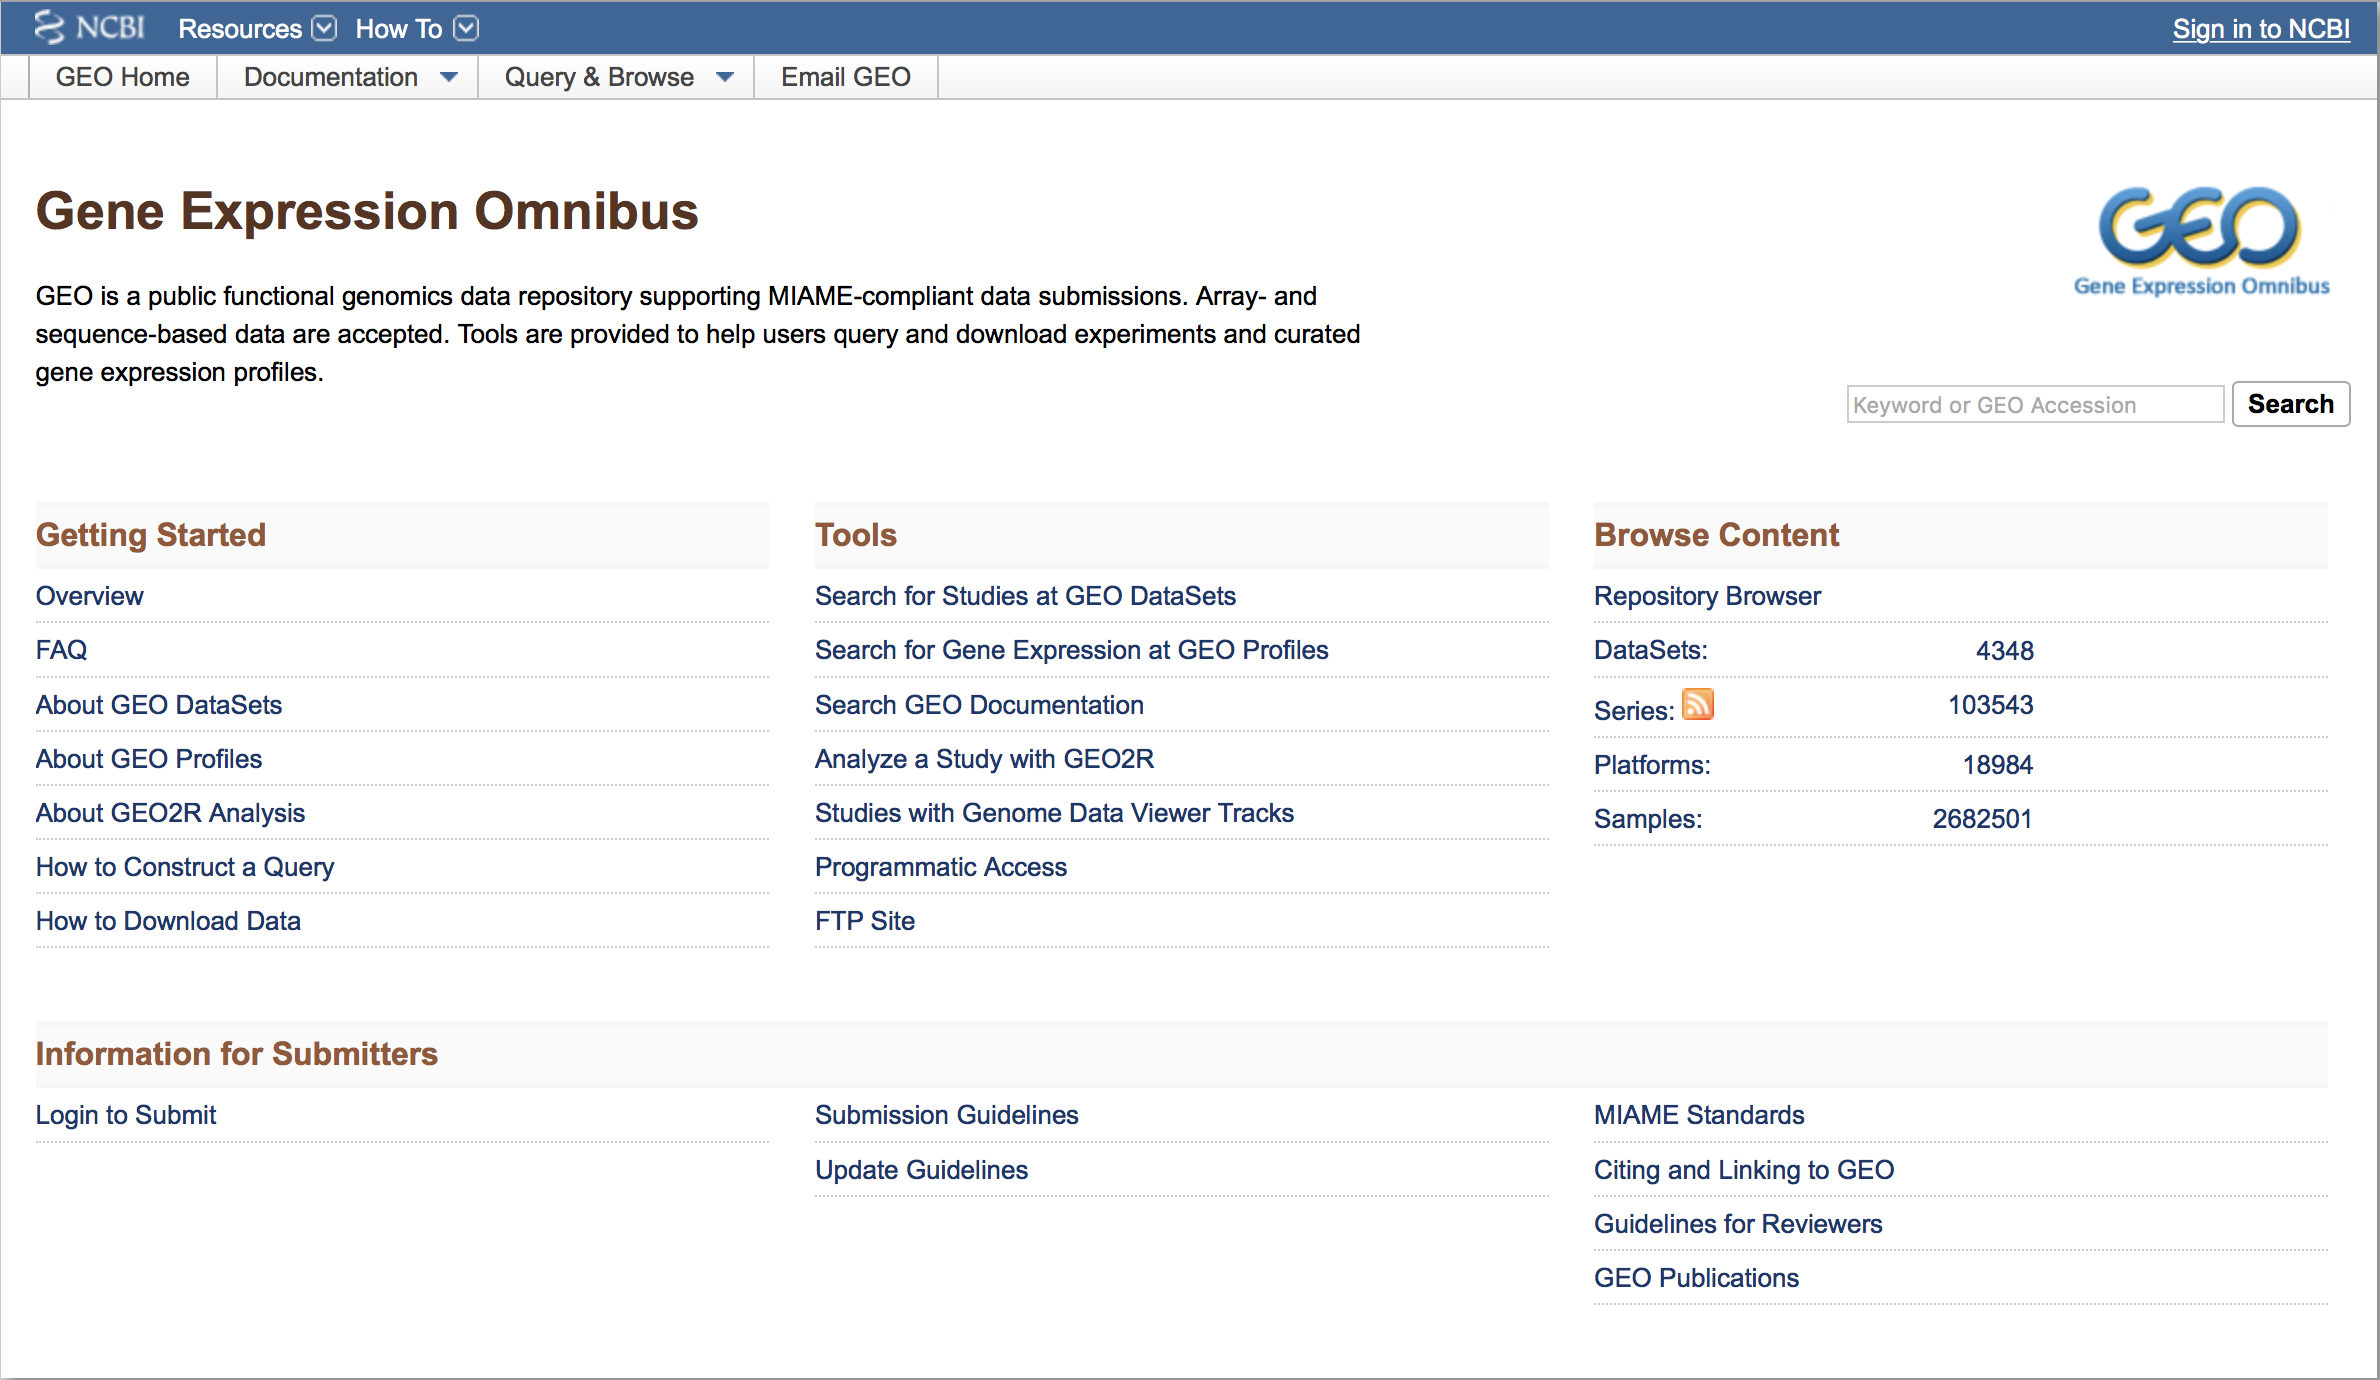 NCBI Resources How To Sign in to NCBI
GEO Home Documentation Query & Browse Email GEO
Gene Expression Omnibus
GEO
Gene Expression Omnibus
GEO is a public functional genomics data repository supporting MIAME-compliant data submissions. Array- and
sequence-based data are accepted. Tools are provided to help users query and download experiments and curated
gene expression profiles.
Keyword or GEO Accession Search
Getting Started
Overview
FAQ
About GEO DataSets
About GEO Profiles
About GEO2R Analysis
How to Construct a Query
How to Download Data
Tools
Search for Studies at GEO DataSets
Search for Gene Expression at GEO Profiles
Search GEO Documentation
Analyze a Study with GEO2R
Studies with Genome Data Viewer Tracks
Programmatic Access
FTP Site
Browse Content
Repository Browser
DataSets: 4348
Series: 103543
Platforms: 18984
Samples: 2682501
Information for Submitters
Login to Submit
Submission Guidelines
Update Guidelines
MIAME Standards
Citing and Linking to GEO
Guidelines for Reviewers
GEO Publications